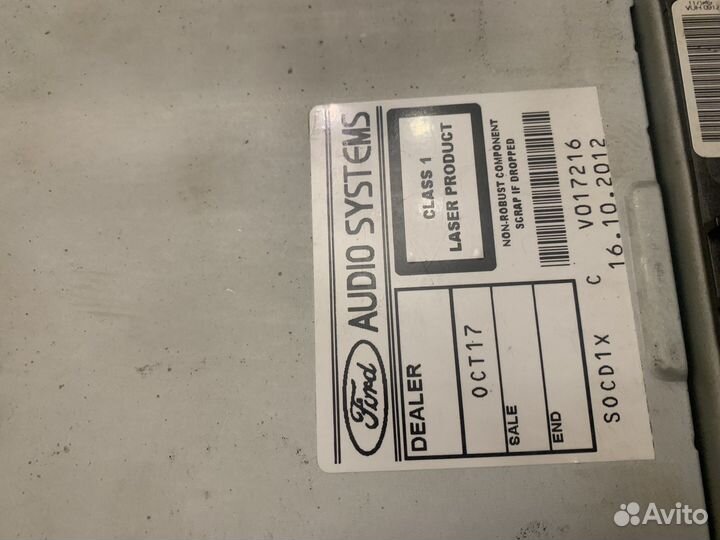 Ford AUDIO SYSTEMS
DEALER
OCT17
SALE
END
CLASS 1
LASER PRODUCT
NON-ROBUST COMPONENT
SCRAP IF DROPPED
SOCD1X C V017216
16.10.2012
Avito